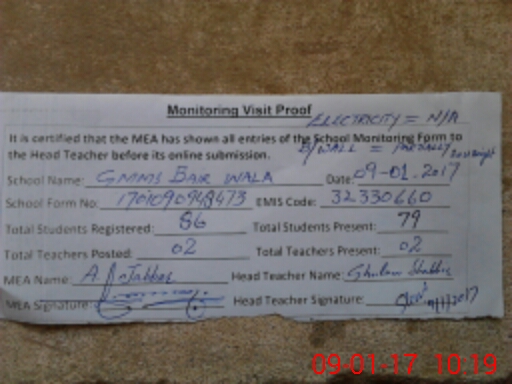 Monitoring Visit Proof
ELECTRICITY = N/A
It is certified that the MEA has shown all entries of the School Monitoring Form to
B/WALL = PARTIALLY
the Head Teacher before its online submission.
School Name: GMMS BAIR WALA Date: 09-01-2017
School Form No: EMIS Code: 32330660
Total Students Registered: 86 Total Students Present: 79
Total Teachers Posted: 02 Total Teachers Present: 02
MEA Name: A Jabbar Head Teacher Name: Ghulam Shabbir
MEA Signature: Head Teacher Signature:
09-01-17 10:19